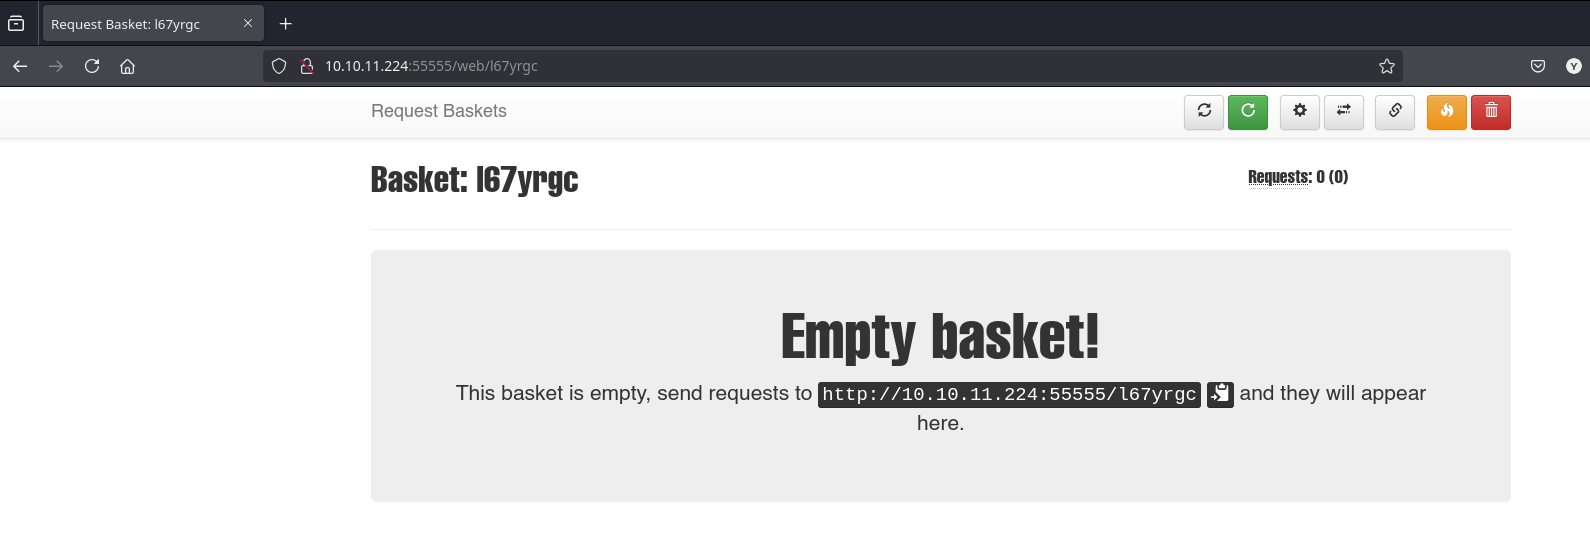 Request Basket: l67yrgc
10.10.11.224:55555/web/l67yrgc
Y
Request Baskets
Basket: l67yrgc
Requests: 0 (0)
Empty basket!
This basket is empty, send requests to http://10.10.11.224:55555/l67yrgc and they will appear
here.